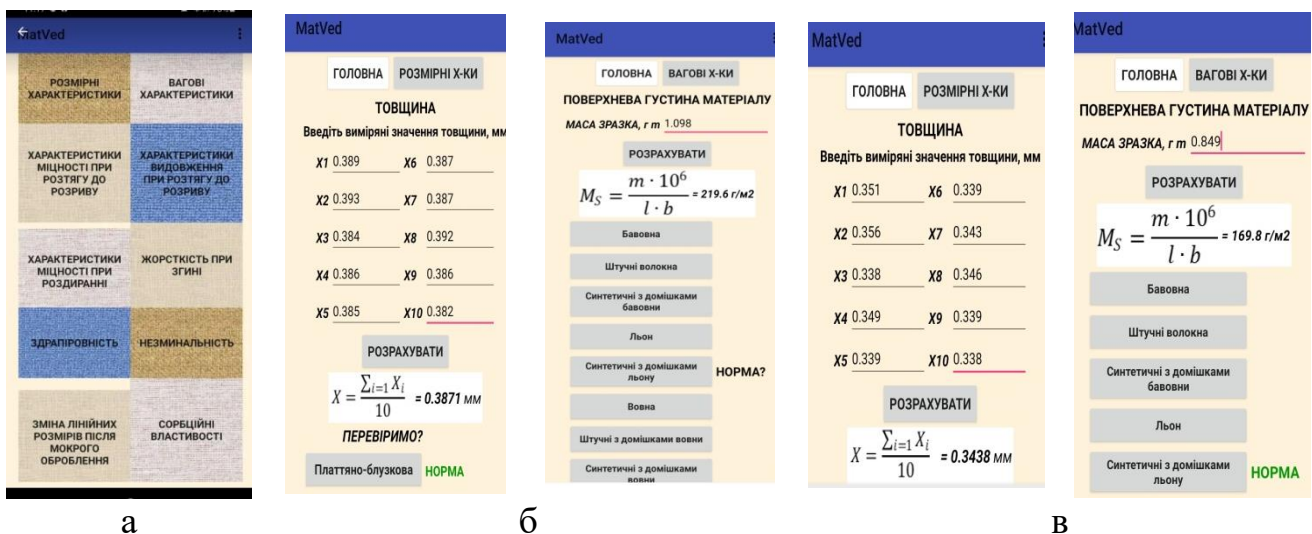 MatVed
РОЗМІРНІ
ХАРАКТЕРИСТИКИ
ВАГОВІ
ХАРАКТЕРИСТИКИ
ХАРАКТЕРИСТИКИ
МІЦНОСТІ ПРИ
РОЗТЯГУ ДО
РОЗРИВУ
ХАРАКТЕРИСТИКИ
ВИДОВЖЕННЯ
ПРИ РОЗТЯГУ ДО
РОЗРИВУ
ХАРАКТЕРИСТИКИ
МІЦНОСТІ ПРИ
РОЗДИРАННІ
ЖОРСТКІСТЬ ПРИ
ЗГИНІ
ЗДРАПІРОВНІСТЬ
НЕЗМИНАЛЬНІСТЬ
ЗМІНА ЛІНІЙНИХ
РОЗМІРІВ ПІСЛЯ
МОКРОГО
ОБРОБЛЕННЯ
СОРБЦІЙНІ
ВЛАСТИВОСТІ
а
MatVed
ГОЛОВНА РОЗМІРНІ Х-КИ
ТОВЩИНА
Введіть виміряні значення товщини, мм
X1 0.389 X6 0.387
X2 0.393 X7 0.387
X3 0.384 X8 0.392
X4 0.386 X9 0.386
X5 0.385 X10 0.382
РОЗРАХУВАТИ
X = ∑i=1 Xi / 10 = 0.3871 мм
ПЕРЕВІРИМО?
Платтяно-блузкова НОРМА
MatVed
ГОЛОВНА ВАГОВІ Х-КИ
ПОВЕРХНЕВА ГУСТИНА МАТЕРІАЛУ
МАСА ЗРАЗКА, г m 1.098
РОЗРАХУВАТИ
MS = m · 10^6 / l · b = 219.6 г/м2
Бавовна
Штучні волокна
Синтетичні з домішками
бавовни
Льон
Синтетичні з домішками
льону
НОРМА?
Вовна
Штучні з домішками вовни
Синтетичні з домішками
вовни
б
MatVed
ГОЛОВНА РОЗМІРНІ Х-КИ
ТОВЩИНА
Введіть виміряні значення товщини, мм
X1 0.351 X6 0.339
X2 0.356 X7 0.343
X3 0.338 X8 0.346
X4 0.349 X9 0.339
X5 0.339 X10 0.338
РОЗРАХУВАТИ
X = ∑i=1 Xi / 10 = 0.3438 мм
MatVed
ГОЛОВНА ВАГОВІ Х-КИ
ПОВЕРХНЕВА ГУСТИНА МАТЕРІАЛУ
МАСА ЗРАЗКА, г m 0.849
РОЗРАХУВАТИ
MS = m · 10^6 / l · b = 169.8 г/м2
Бавовна
Штучні волокна
Синтетичні з домішками
бавовни
Льон
Синтетичні з домішками
льону
НОРМА
в